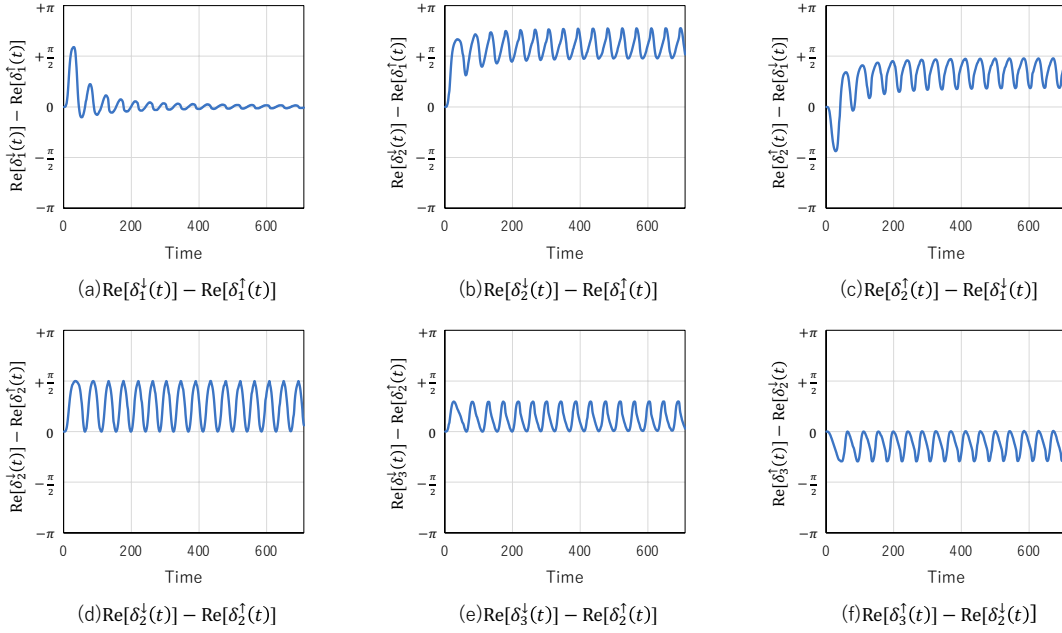 Re[δ₁↓(t)] − Re[δ₁↑(t)]
+π
+π/2
0
−π/2
−π
0 200 400 600
Time
(a)Re[δ₁↓(t)] − Re[δ₁↑(t)]
Re[δ₂↓(t)] − Re[δ₁↑(t)]
+π
+π/2
0
−π/2
−π
0 200 400 600
Time
(b)Re[δ₂↓(t)] − Re[δ₁↑(t)]
Re[δ₂↑(t)] − Re[δ₁↓(t)]
+π
+π/2
0
−π/2
−π
0 200 400 600
Time
(c)Re[δ₂↑(t)] − Re[δ₁↓(t)]
Re[δ₂↓(t)] − Re[δ₂↑(t)]
+π
+π/2
0
−π/2
−π
0 200 400 600
Time
(d)Re[δ₂↓(t)] − Re[δ₂↑(t)]
Re[δ₃↓(t)] − Re[δ₂↑(t)]
+π
+π/2
0
−π/2
−π
0 200 400 600
Time
(e)Re[δ₃↓(t)] − Re[δ₂↑(t)]
Re[δ₃↑(t)] − Re[δ₂↓(t)
+π
+π/2
0
−π/2
−π
0 200 400 600
Time
(f)Re[δ₃↑(t)] − Re[δ₂↓(t)]